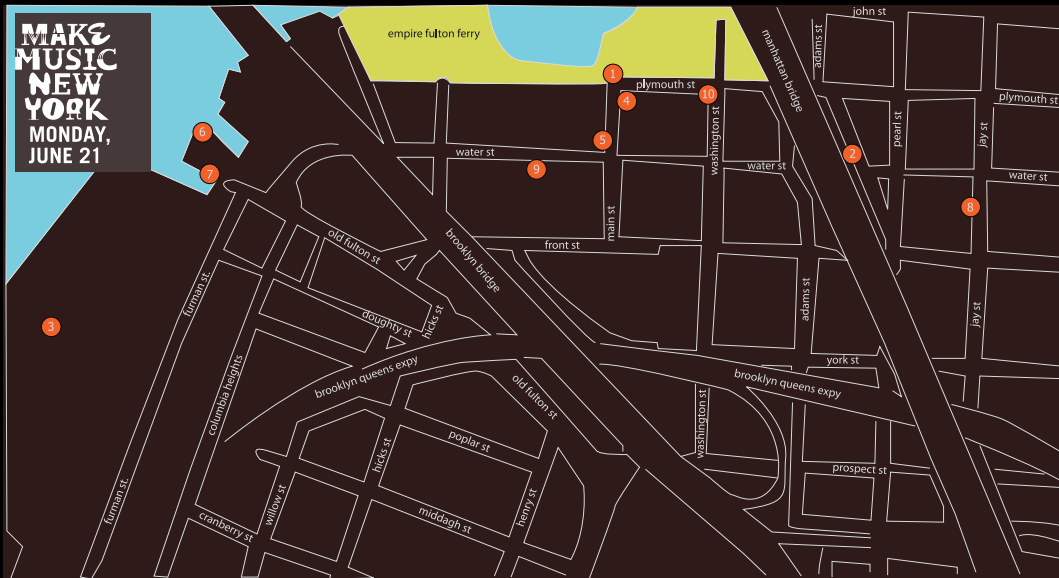 MAKE
MUSIC
NEW
YORK
MONDAY,
JUNE 21
empire fulton ferry
john st
adams st
manhattan bridge
1
plymouth st
10
4
plymouth st
pearl st
jay st
washington st
6
5
water st
9
water st
2
water st
7
8
main st
old fulton st
front st
brooklyn bridge
furman st.
adams st
jay st
hicks st
doughty st
3
york st
brooklyn queens expy
brooklyn queens expy
columbia heights
old fulton st
washington st
poplar st
hicks st
prospect st
willow st
henry st
furman st.
cranberry st
middagh st